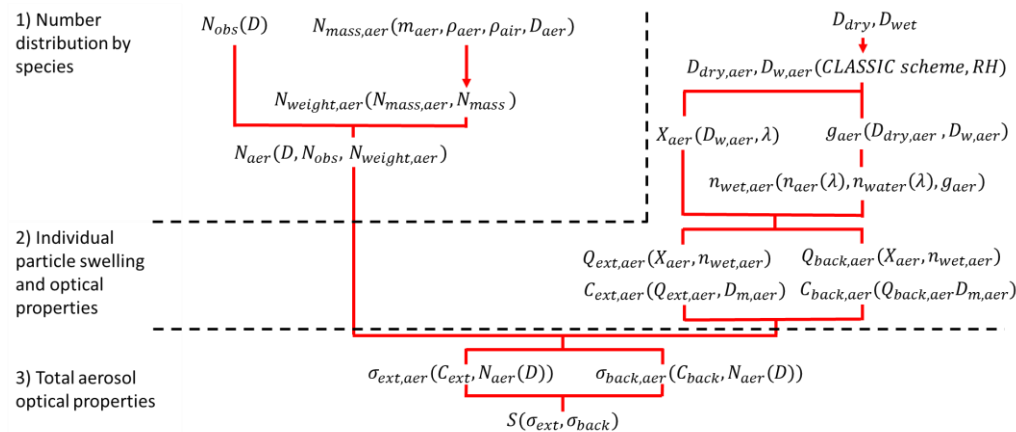 1) Number
distribution by
species
N_obs(D)
N_mass,aer(m_aer, ρ_aer, ρ_air, D_aer)
N_weight,aer(N_mass,aer, N_mass)
N_aer(D, N_obs, N_weight,aer)
D_dry, D_wet
D_dry,aer, D_w,aer(CLASSIC scheme, RH)
X_aer(D_w,aer, λ)
g_aer(D_dry,aer, D_w,aer)
n_wet,aer(n_aer(λ), n_water(λ), g_aer)
2) Individual
particle swelling
and optical
properties
Q_ext,aer(X_aer, n_wet,aer)
Q_back,aer(X_aer, n_wet,aer)
C_ext,aer(Q_ext,aer, D_m,aer)
C_back,aer(Q_back,aer D_m,aer)
3) Total aerosol
optical properties
σ_ext,aer(C_ext, N_aer(D))
σ_back,aer(C_back, N_aer(D))
S(σ_ext, σ_back)